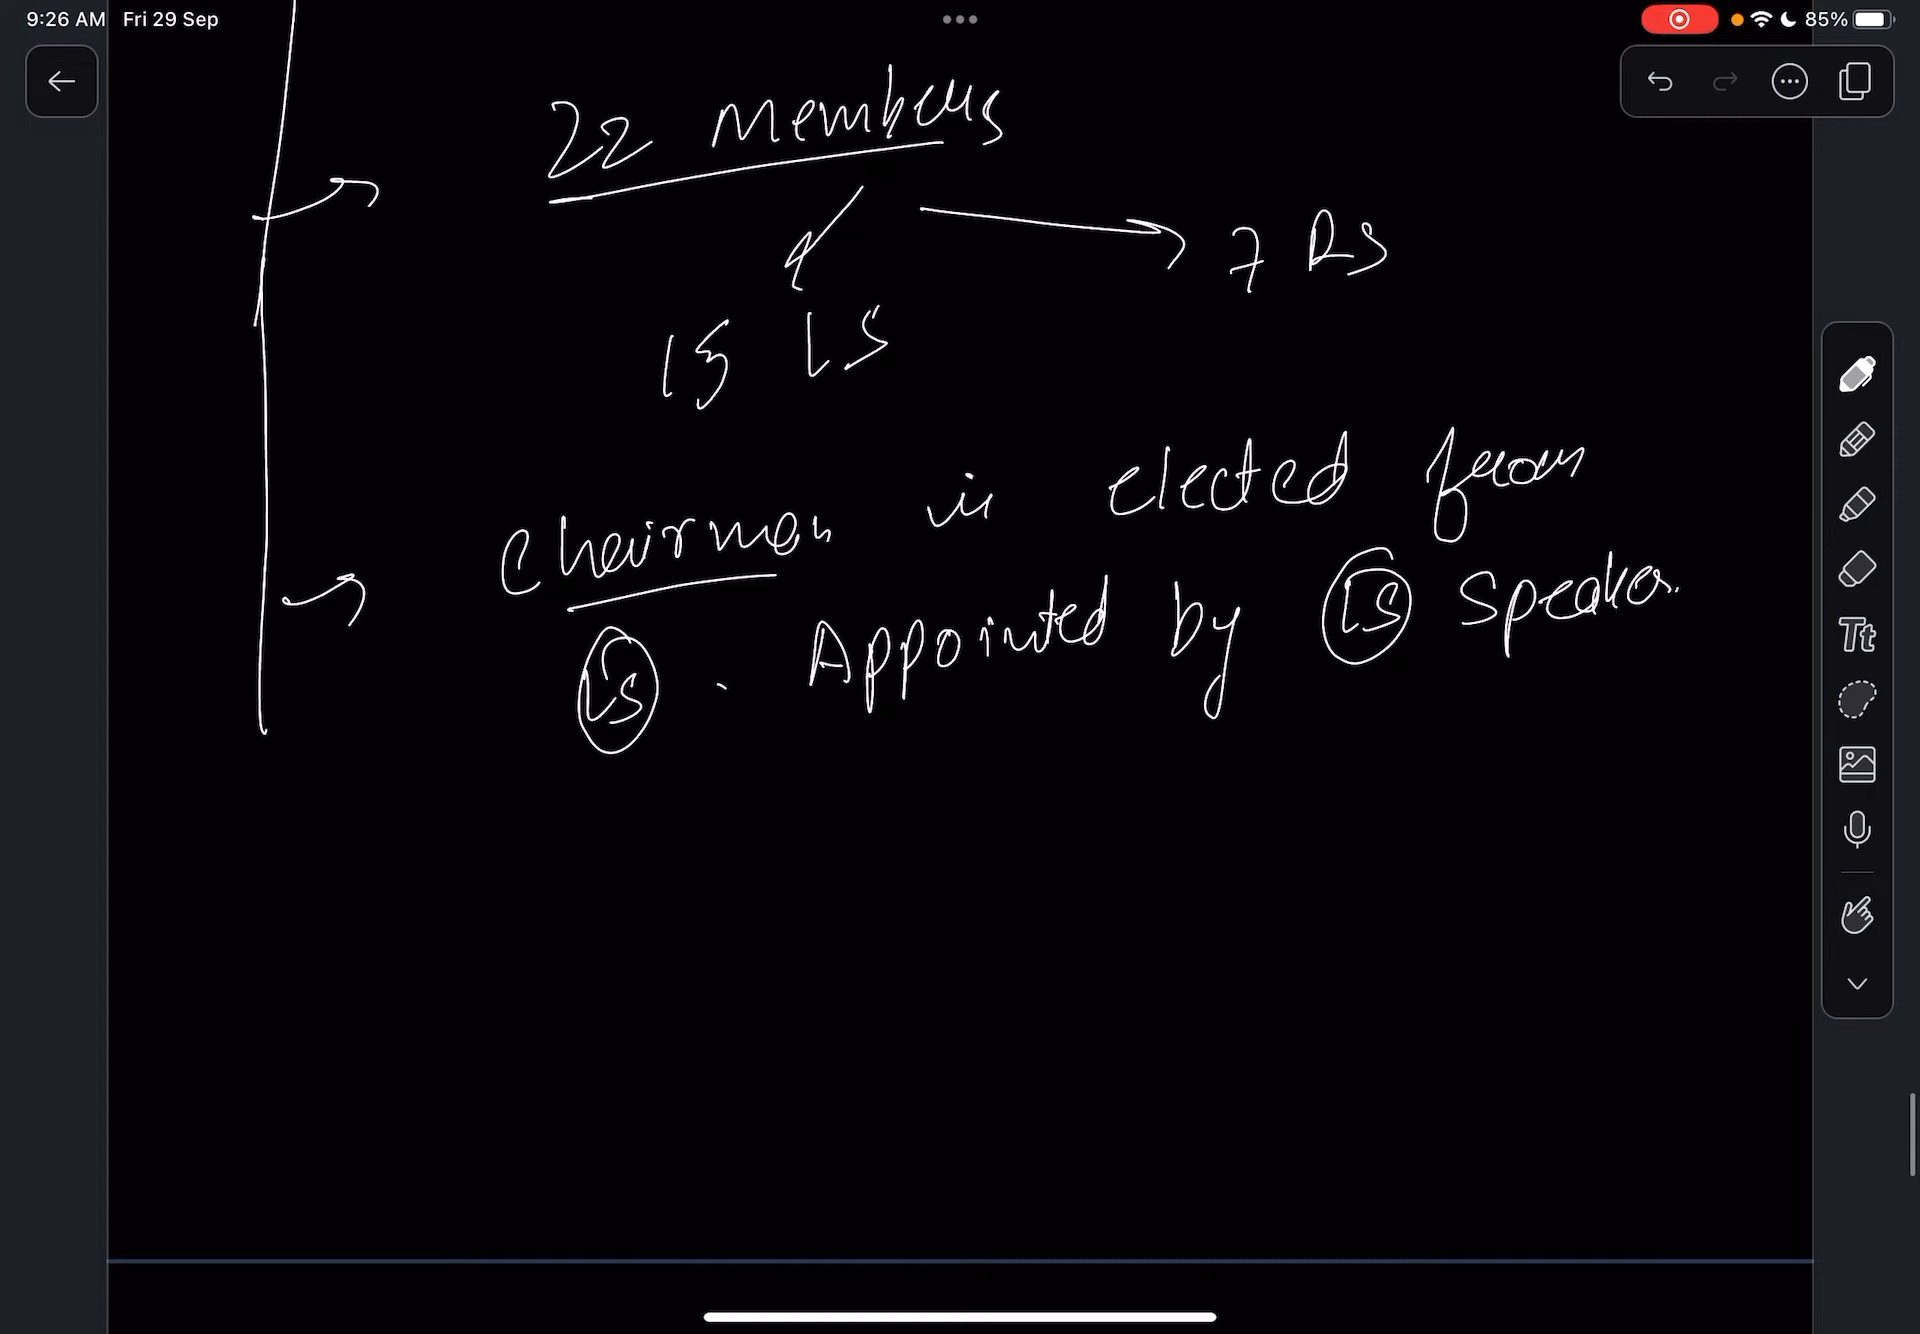 9:26 AM Fri 29 Sep
85%
22 Members
7 RS
15 LS
Chairman is elected from
LS. Appointed by LS Speaker.
Tt